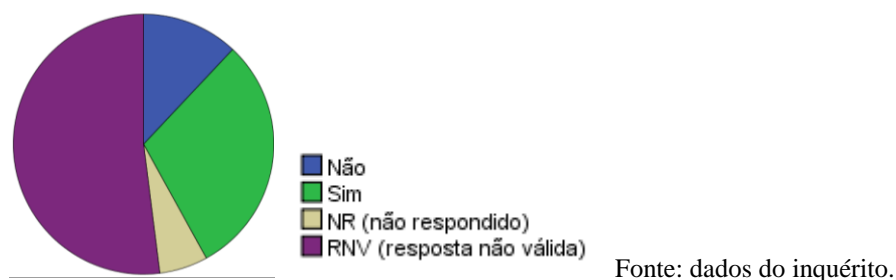 Não
Sim
NR (não respondido)
RNV (resposta não válida)
Fonte: dados do inquérito.